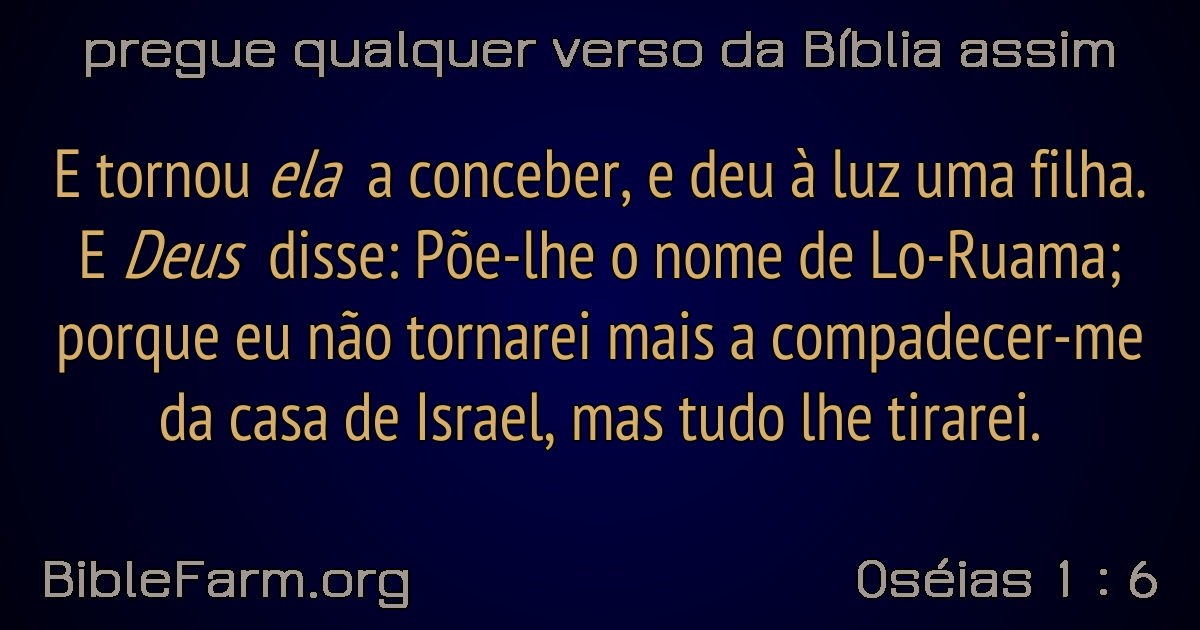 pregue qualquer verso da Bíblia assim
E tornou ela a conceber, e deu à luz uma filha.
E Deus disse: Põe-lhe o nome de Lo-Ruama;
porque eu não tornarei mais a compadecer-me
da casa de Israel, mas tudo lhe tirarei.
BibleFarm.org
Oséias 1 : 6